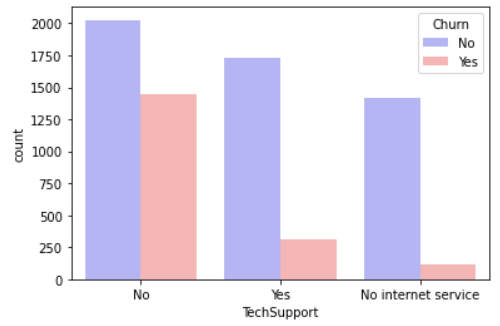 Churn
No
Yes
2000
1750
1500
1250
1000
750
500
250
0
count
No
Yes
No internet service
TechSupport